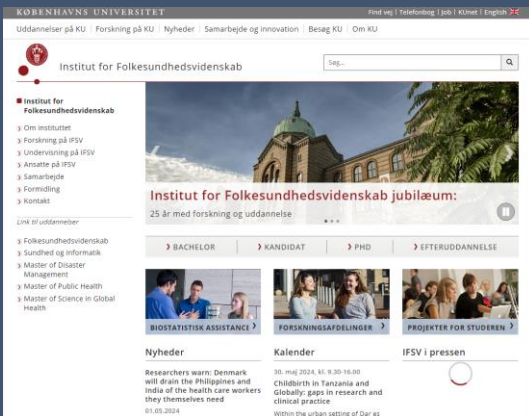 KØBENHAVNS UNIVERSITET
Find vej | Telefonbog | Job | KUnet | English
Uddannelser på KU | Forskning på KU | Nyheder | Samarbejde og innovation | Besøg KU | Om KU
Institut for Folkesundhedsvidenskab
Søg...
Institut for
Folkesundhedsvidenskab
Om instituttet
Forskning på IFSV
Undervisning på IFSV
Ansatte på IFSV
Samarbejde
Formidling
Kontakt
Link til uddannelser
Folkesundhedsvidenskab
Sundhed og Informatik
Master of Disaster
Management
Master of Public Health
Master of Science in Global
Health
Institut for Folkesundhedsvidenskab jubilæum:
25 år med forskning og uddannelse
BACHELOR
KANDIDAT
PHD
EFTERUDDANNELSE
BIOSTATISTISK ASSISTANCE
FORSKNINGSAFDELINGER
PROJEKTER FOR STUDEREN
Nyheder
Researchers warn: Denmark
will drain the Philippines and
India of the health care workers
they themselves need
01.05.2024
Kalender
30. maj 2024, kl. 9.30-16.00
Childbirth in Tanzania and
Globally: gaps in research and
clinical practice
Within the urban setting of Dar es
IFSV i pressen